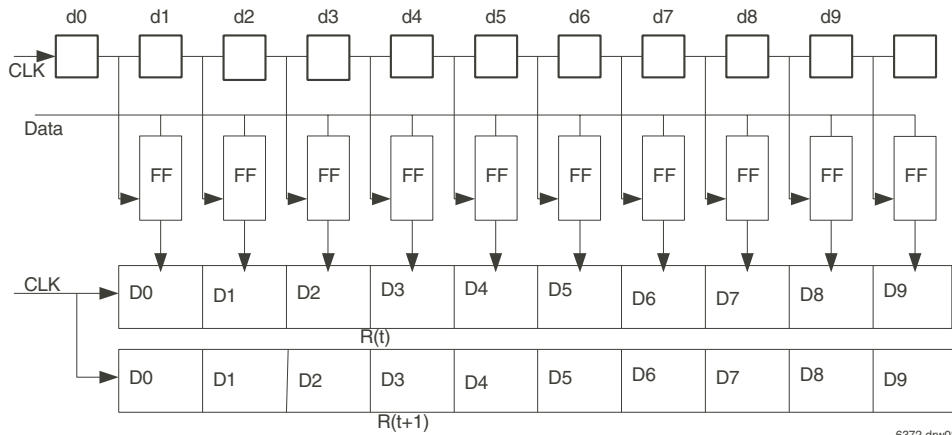 d0 d1 d2 d3 d4 d5 d6 d7 d8 d9
CLK
Data
FF FF FF FF FF FF FF FF FF FF
CLK
D0 D1 D2 D3 D4 D5 D6 D7 D8 D9
R(t)
D0 D1 D2 D3 D4 D5 D6 D7 D8 D9
R(t+1)